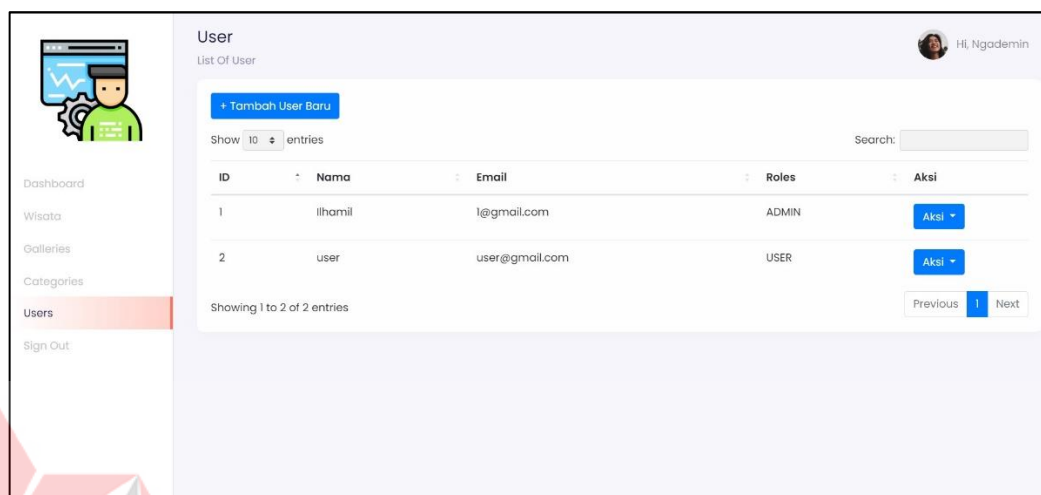 User
Hi, Ngademin
List Of User
+ Tambah User Baru
Show 10 entries
Search:
ID Nama Email Roles Aksi
1 Ilhamil 1@gmail.com ADMIN Aksi
2 user user@gmail.com USER Aksi
Showing 1 to 2 of 2 entries
Previous 1 Next
Dashboard
Wisata
Galleries
Categories
Users
Sign Out